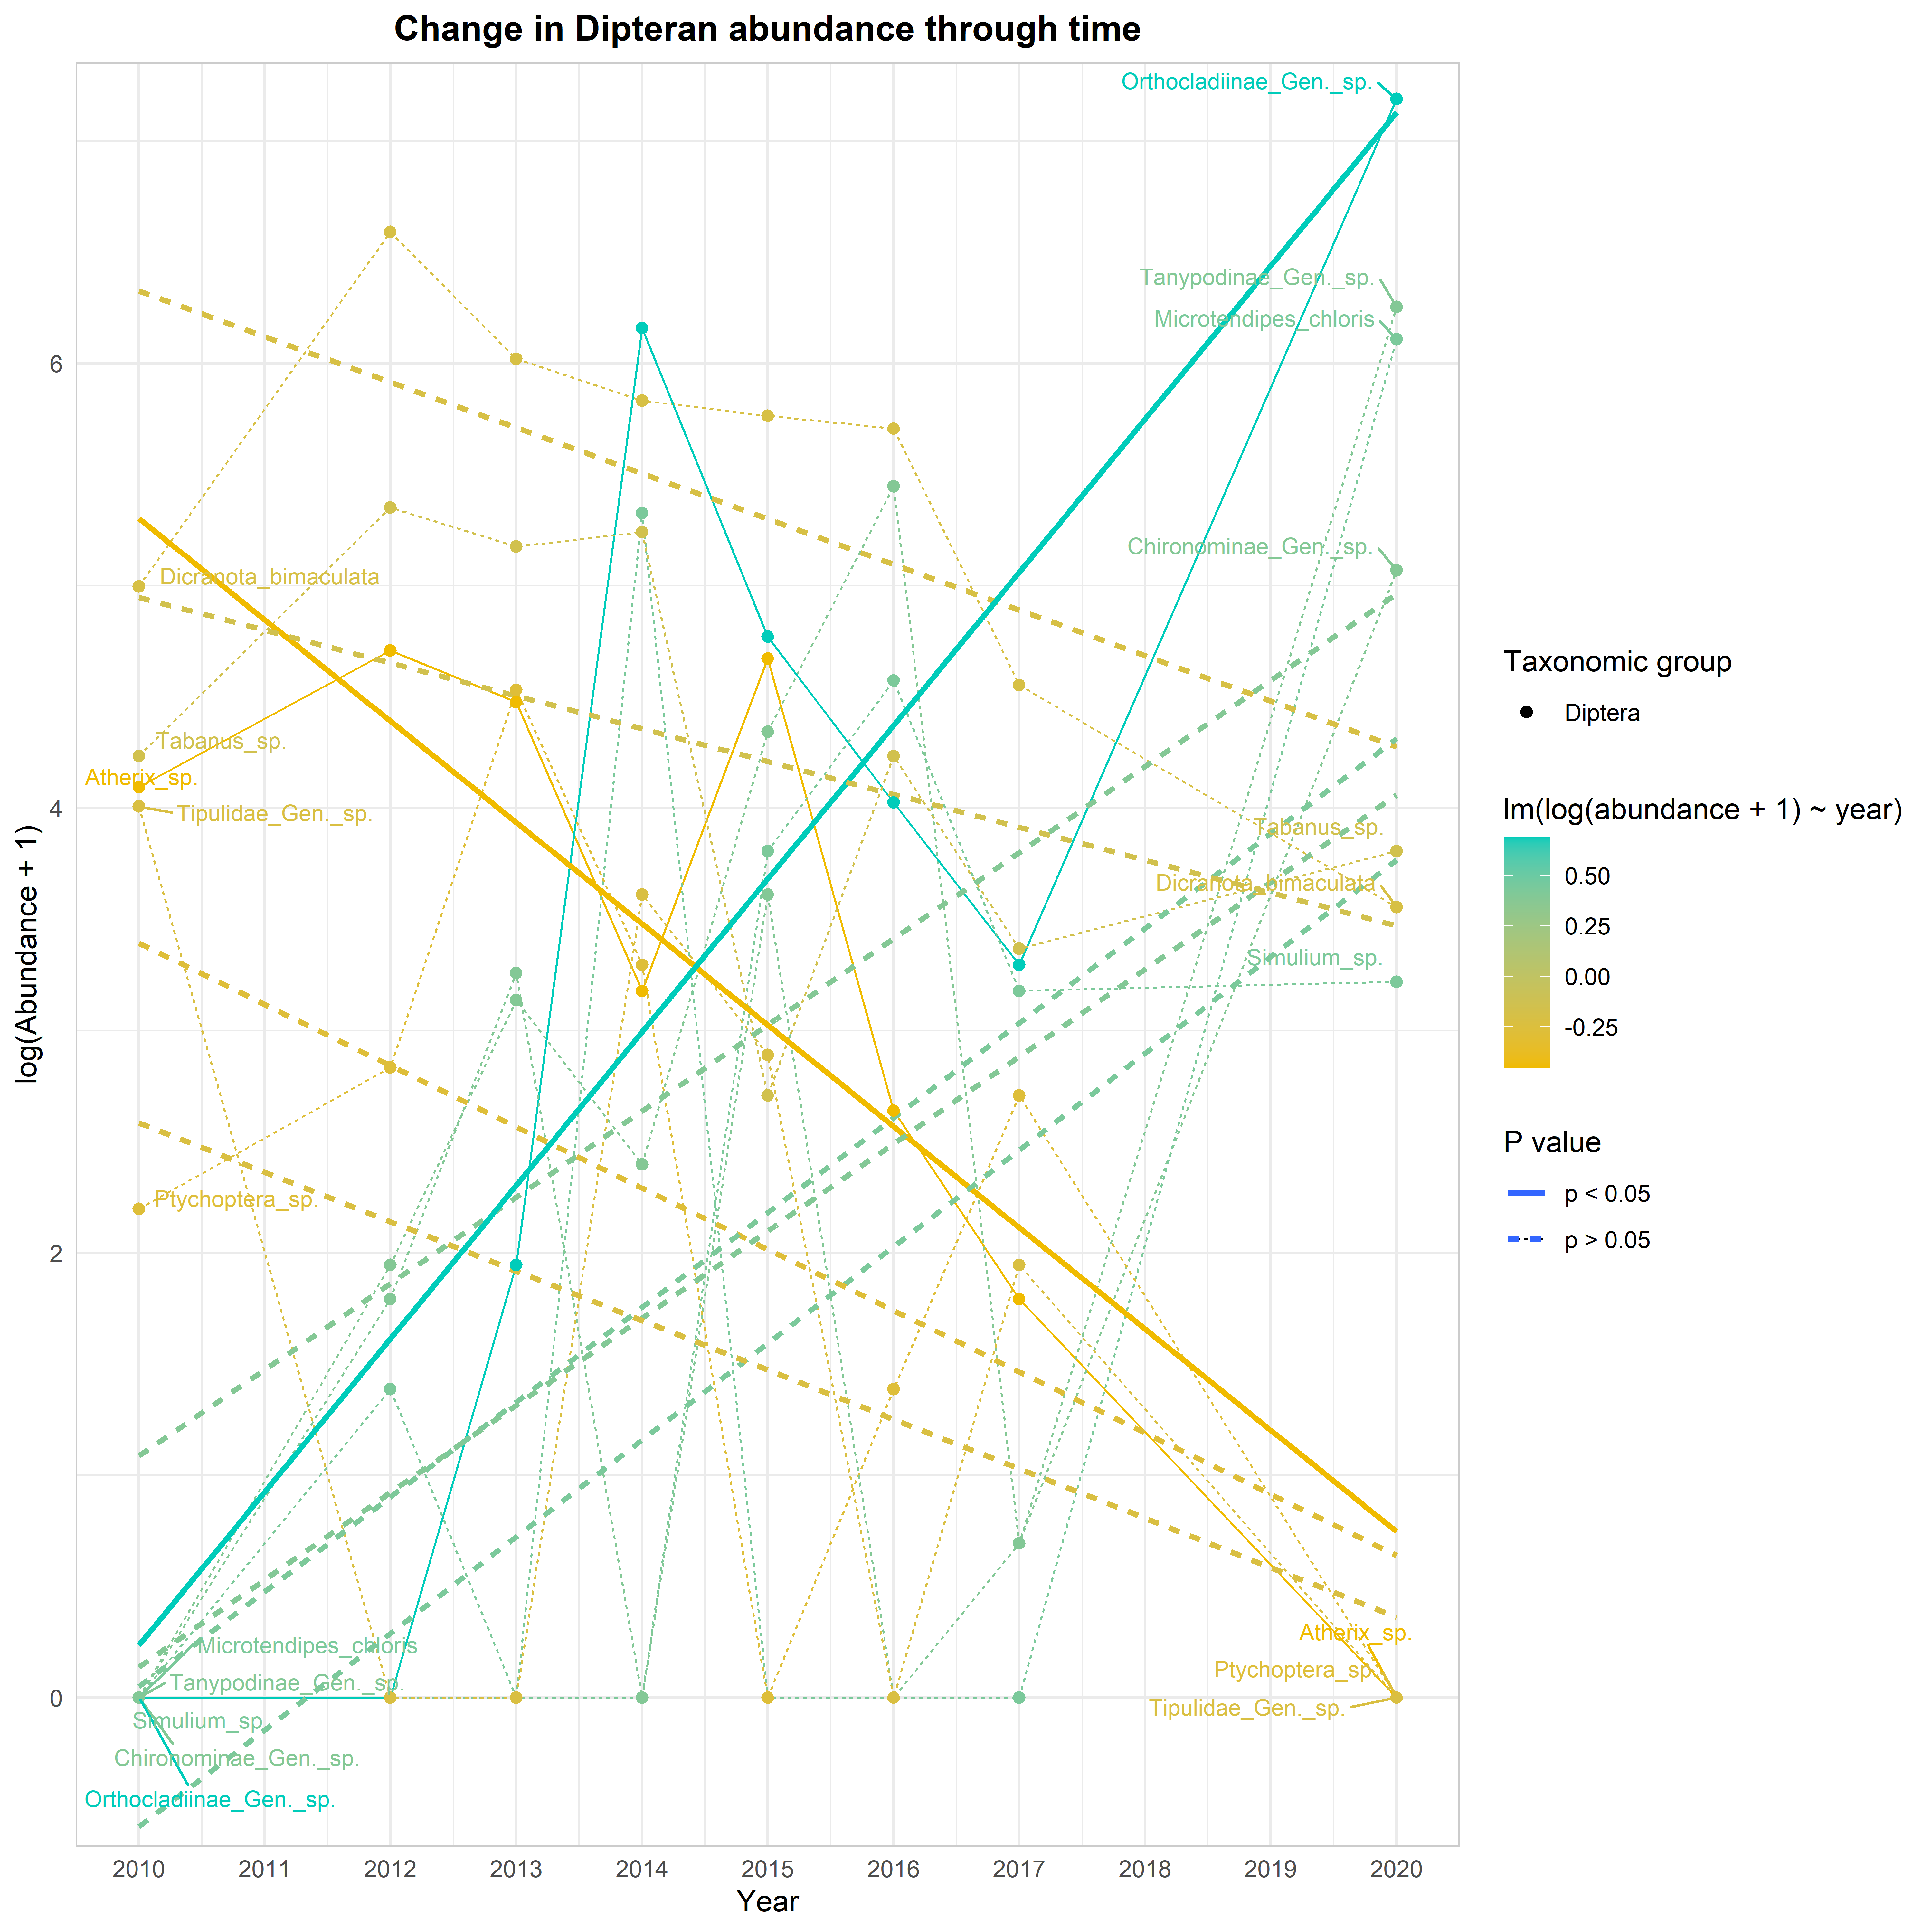 Change in Dipteran abundance through time
Orthocladiinae_Gen._sp.
Tanypodinae_Gen._sp.
Microtendipes_chloris
6
Chironominae_Gen._sp.
Dicranota_bimaculata
Tabanus_sp.
Atherix_sp.
Tipulidae_Gen._sp.
4
Tabanus_sp.
Dicranota_bimaculata
Simulium_sp.
Ptychoptera_sp.
2
Microtendipes_chloris
Tanypodinae_Gen._sp.
Simulium_sp.
Chironominae_Gen._sp.
Orthocladiinae_Gen._sp.
Atherix_sp.
Ptychoptera_sp.
Tipulidae_Gen._sp.
0
log(Abundance + 1)
2010 2011 2012 2013 2014 2015 2016 2017 2018 2019 2020
Year
Taxonomic group
Diptera
lm(log(abundance + 1) ~ year)
0.50
0.25
0.00
-0.25
P value
p < 0.05
p > 0.05